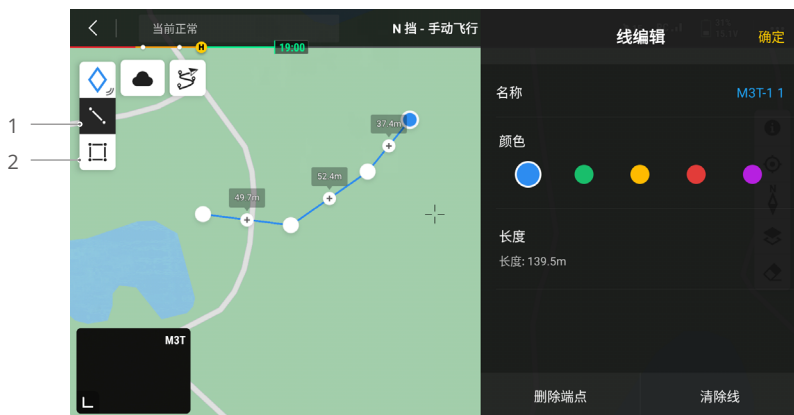 当前正常
N 挡 - 手动飞行
H
19:00
线编辑
确定
1
2
名称
M3T-1 1
颜色
37.4m
52.4m
49.7m
N
长度
长度: 139.5m
M3T
删除端点
清除线